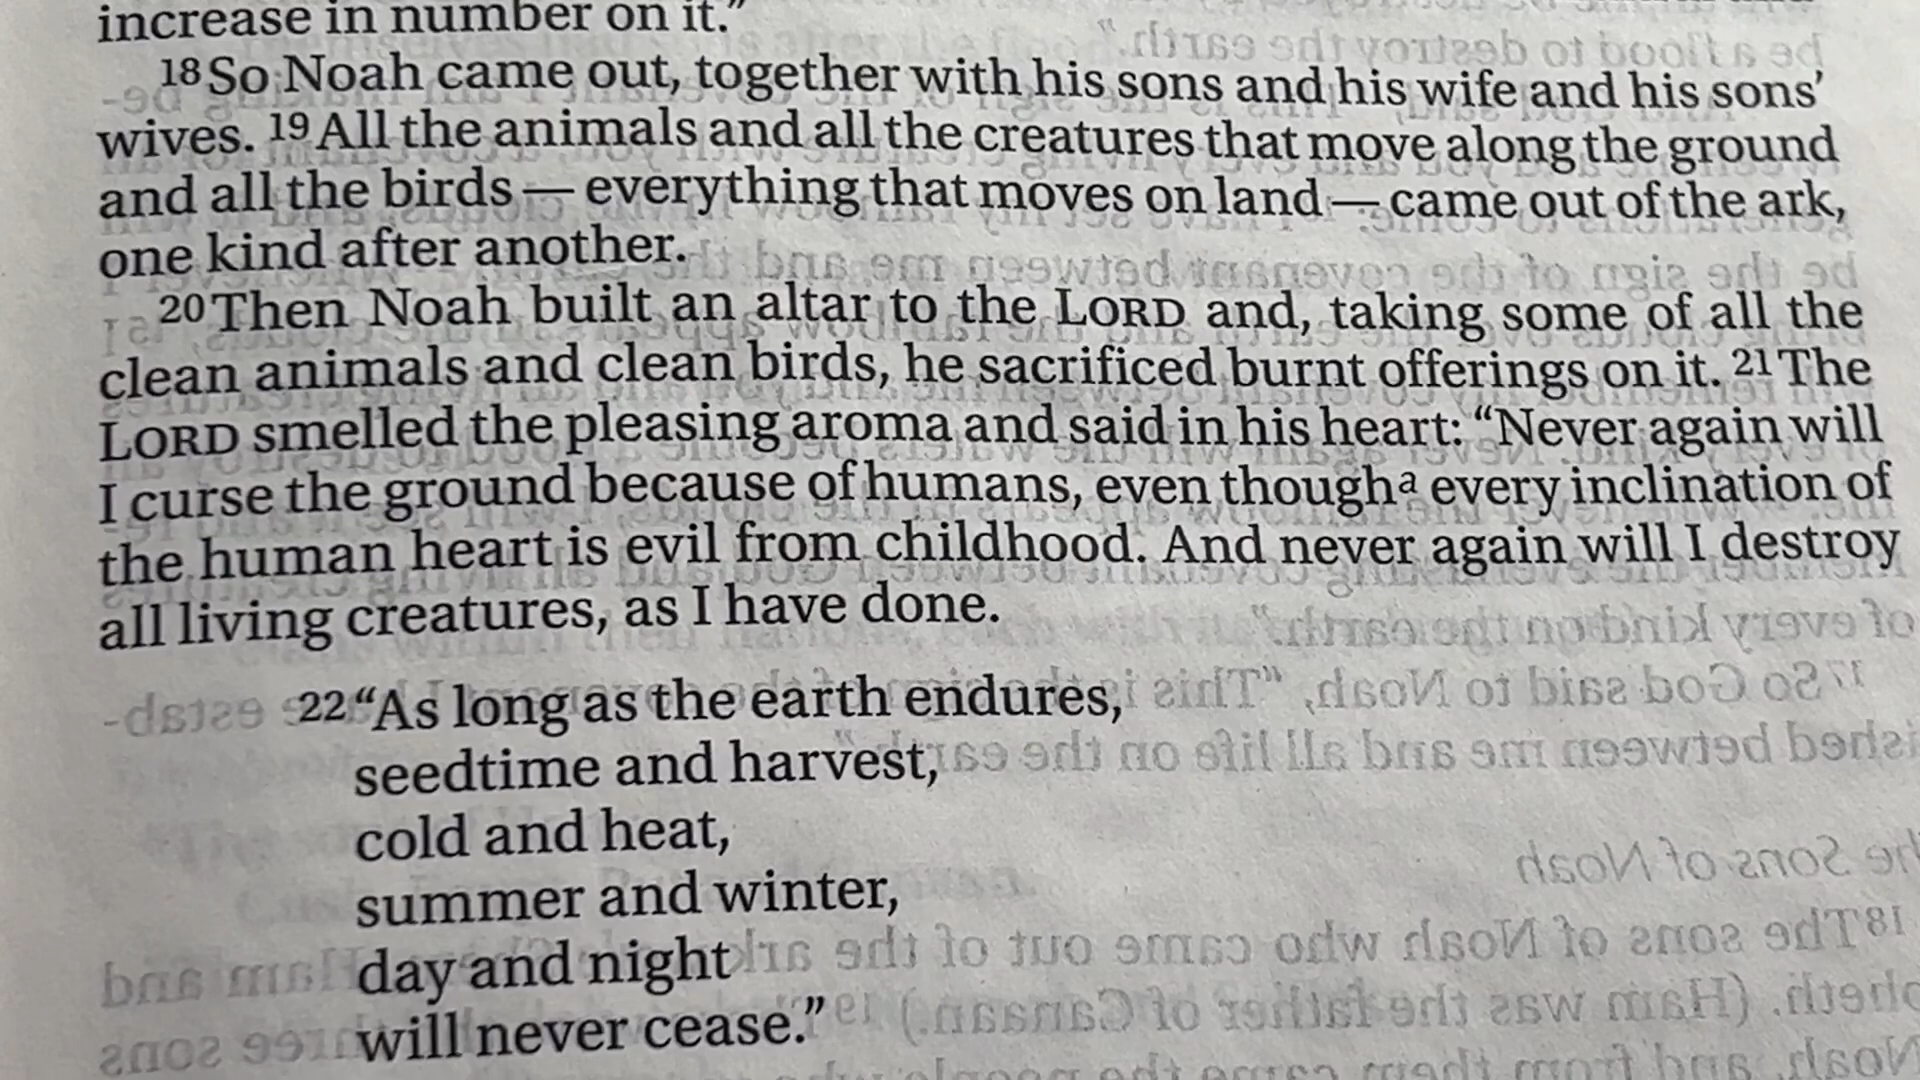 increase in number on it.”
18 So Noah came out, together with his sons and his wife and his sons’
wives. 19 All the animals and all the creatures that move along the ground
and all the birds — everything that moves on land — came out of the ark,
one kind after another.
20 Then Noah built an altar to the LORD and, taking some of all the
clean animals and clean birds, he sacrificed burnt offerings on it. 21 The
LORD smelled the pleasing aroma and said in his heart: “Never again will
I curse the ground because of humans, even though a every inclination of
the human heart is evil from childhood. And never again will I destroy
all living creatures, as I have done.
22 “As long as the earth endures,
seedtime and harvest,
cold and heat,
summer and winter,
day and night
will never cease.”